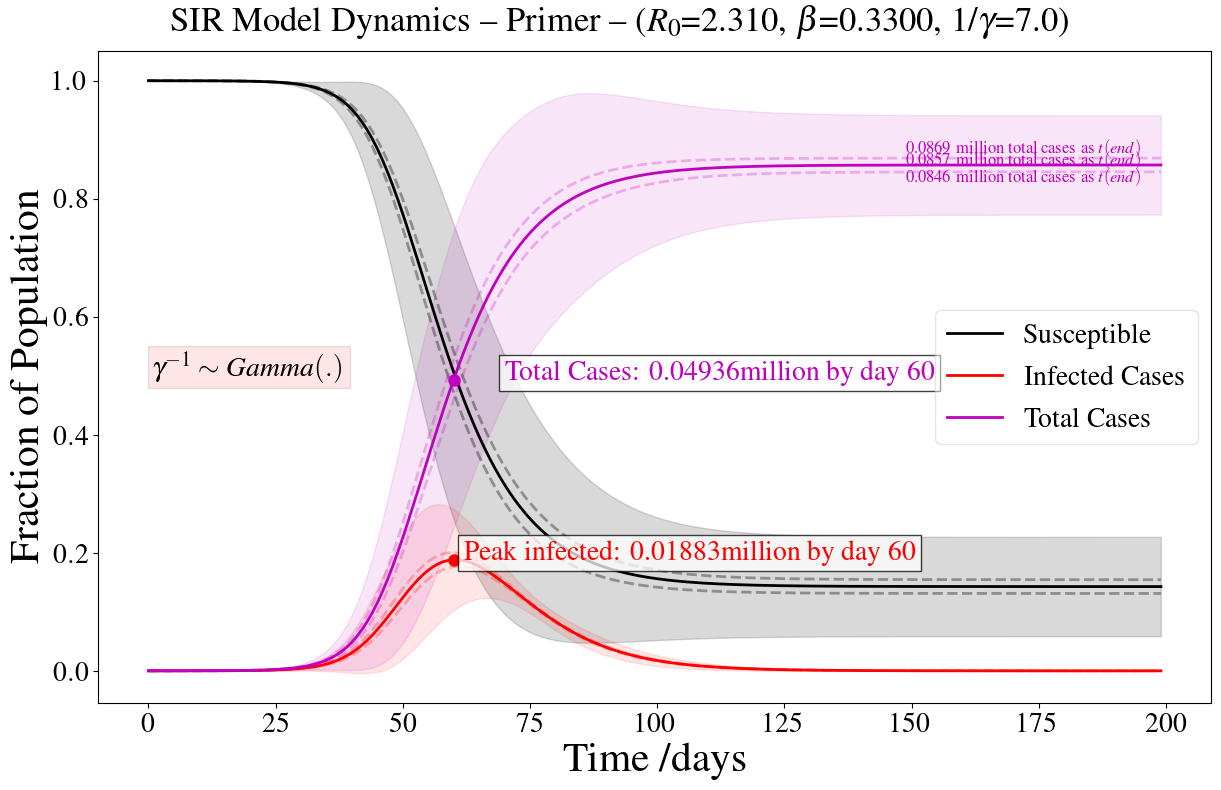 SIR Model Dynamics – Primer – (R₀=2.310, β=0.3300, 1/γ=7.0)
Fraction of Population
1.0
0.8
0.6
0.4
0.2
0.0
0.0869 million total cases as t(end)
0.0857 million total cases as t(end)
0.0846 million total cases as t(end)
Susceptible
Infected Cases
Total Cases
γ⁻¹ ∼ Gamma(.)
Total Cases: 0.04936million by day 60
Peak infected: 0.01883million by day 60
0 25 50 75 100 125 150 175 200
Time /days